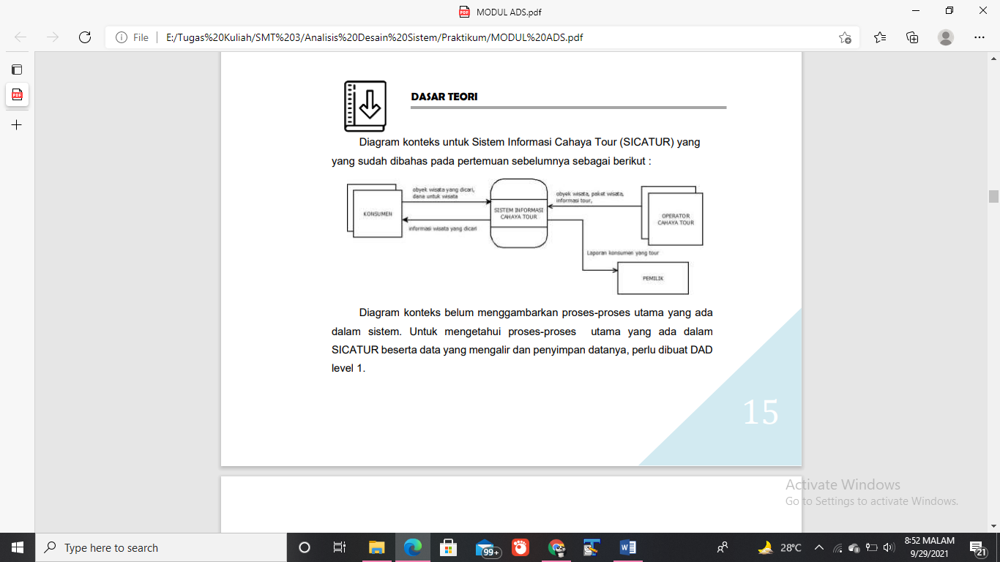 MODUL ADS.pdf
File
E:/Tugas%20Kuliah/SMT%203/Analisis%20Desain%20Sistem/Praktikum/MODUL%20ADS.pdf
DASAR TEORI
Diagram konteks untuk Sistem Informasi Cahaya Tour (SICATUR) yang
yang sudah dibahas pada pertemuan sebelumnya sebagai berikut :
obyek wisata yang dicari,
dana untuk wisata
KONSUMEN
informasi wisata yang dicari
SISTEM INFORMASI
CAHAYA TOUR
obyek wisata, paket wisata,
informasi tour,
OPERATOR
CAHAYA TOUR
Laporan konsumen yang tour
PEMILIK
Diagram konteks belum menggambarkan proses-proses utama yang ada
dalam sistem. Untuk mengetahui proses-proses utama yang ada dalam
SICATUR beserta data yang mengalir dan penyimpan datanya, perlu dibuat DAD
level 1.
15
Activate Windows
Go to Settings to activate Windows.
Type here to search
99+
28°C
8:52 MALAM
9/29/2021
21